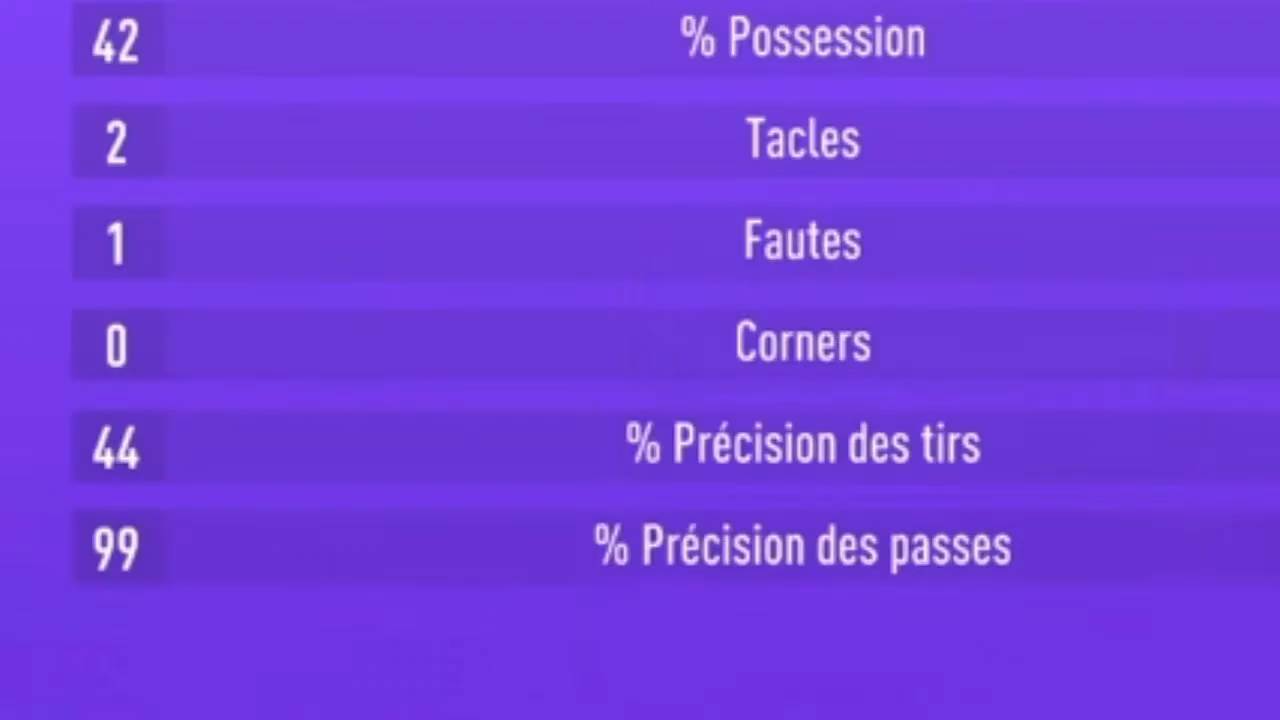 42 % Possession
2 Tacles
1 Fautes
0 Corners
44 % Précision des tirs
99 % Précision des passes